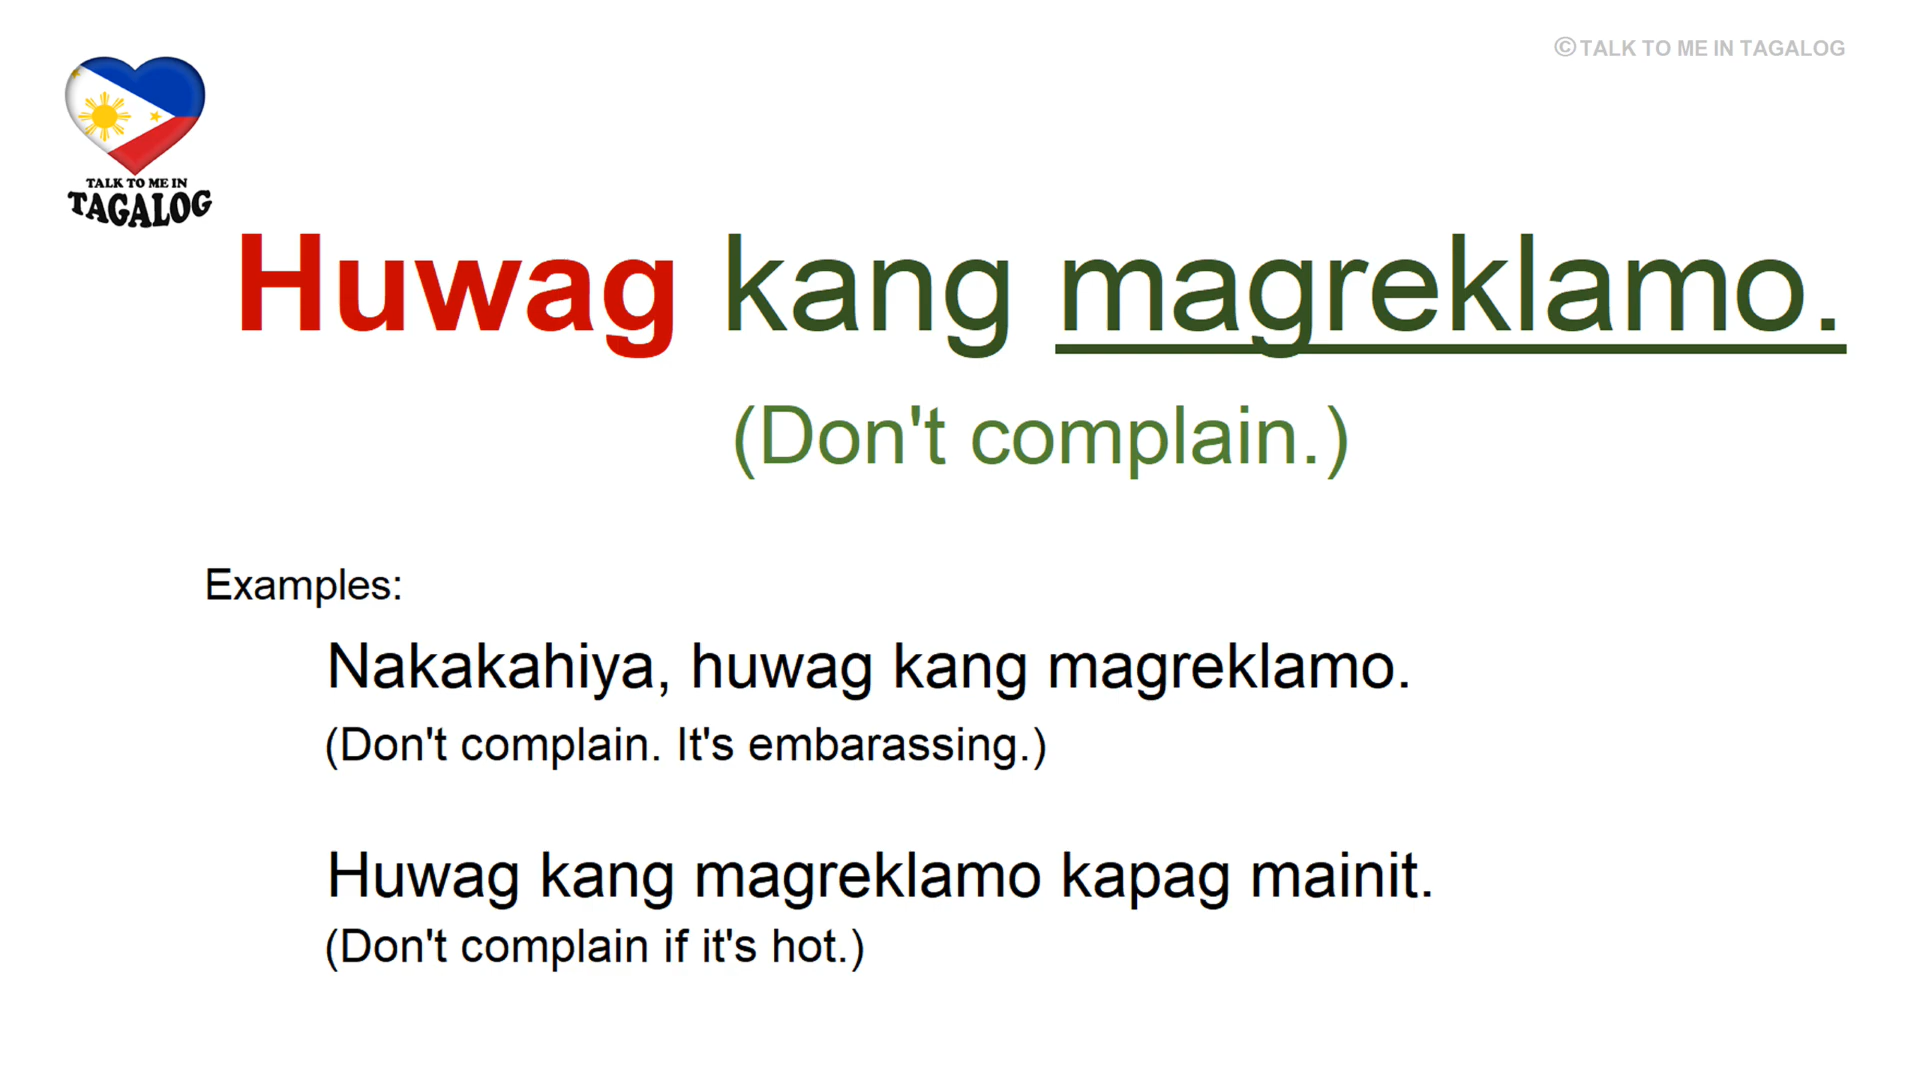 © TALK TO ME IN TAGALOG
TALK TO ME IN
TAGALOG
Huwag kang magreklamo.
(Don't complain.)
Examples:
Nakakahiya, huwag kang magreklamo.
(Don't complain. It's embarassing.)
Huwag kang magreklamo kapag mainit.
(Don't complain if it's hot.)